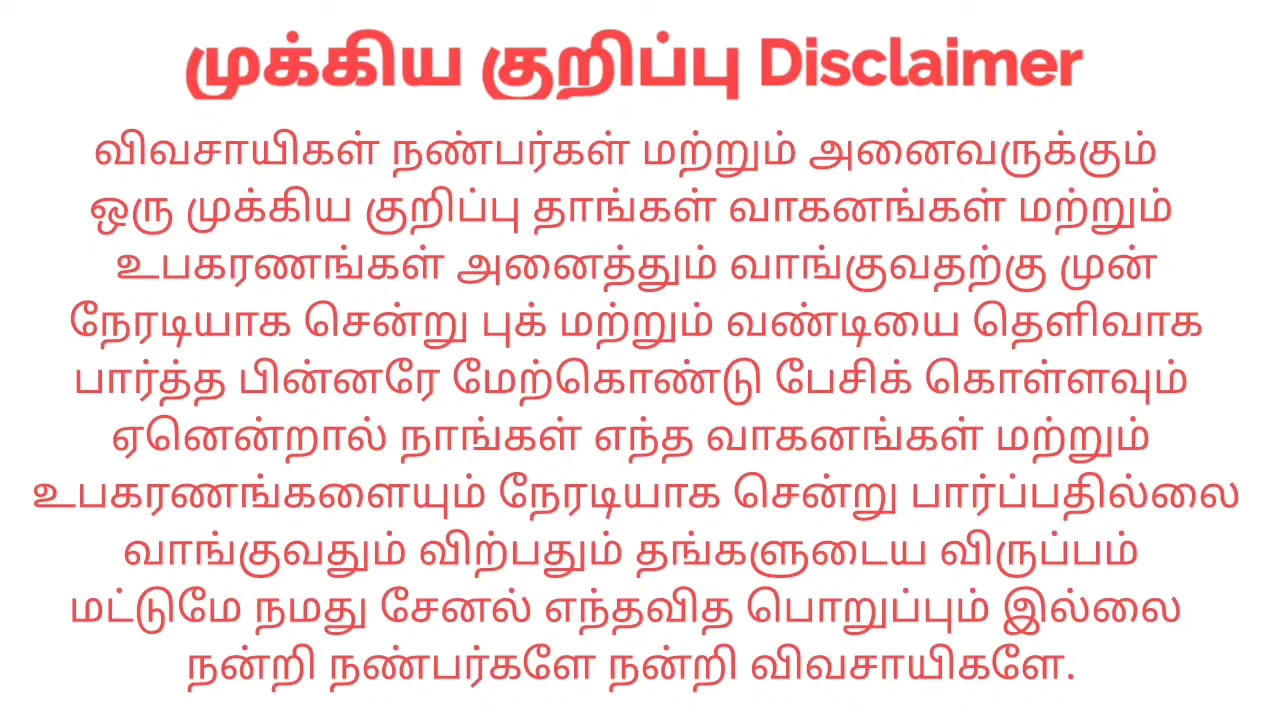 முக்கிய குறிப்பு Disclaimer
விவசாயிகள் நண்பர்கள் மற்றும் அனைவருக்கும்
ஒரு முக்கிய குறிப்பு தாங்கள் வாகனங்கள் மற்றும்
உபகரணங்கள் அனைத்தும் வாங்குவதற்கு முன்
நேரடியாக சென்று புக் மற்றும் வண்டியை தெளிவாக
பார்த்த பின்னரே மேற்கொண்டு பேசிக் கொள்ளவும்
ஏனென்றால் நாங்கள் எந்த வாகனங்கள் மற்றும்
உபகரணங்களையும் நேரடியாக சென்று பார்ப்பதில்லை
வாங்குவதும் விற்பதும் தங்களுடைய விருப்பம்
மட்டுமே நமது சேனல் எந்தவித பொறுப்பும் இல்லை
நன்றி நண்பர்களே நன்றி விவசாயிகளே.